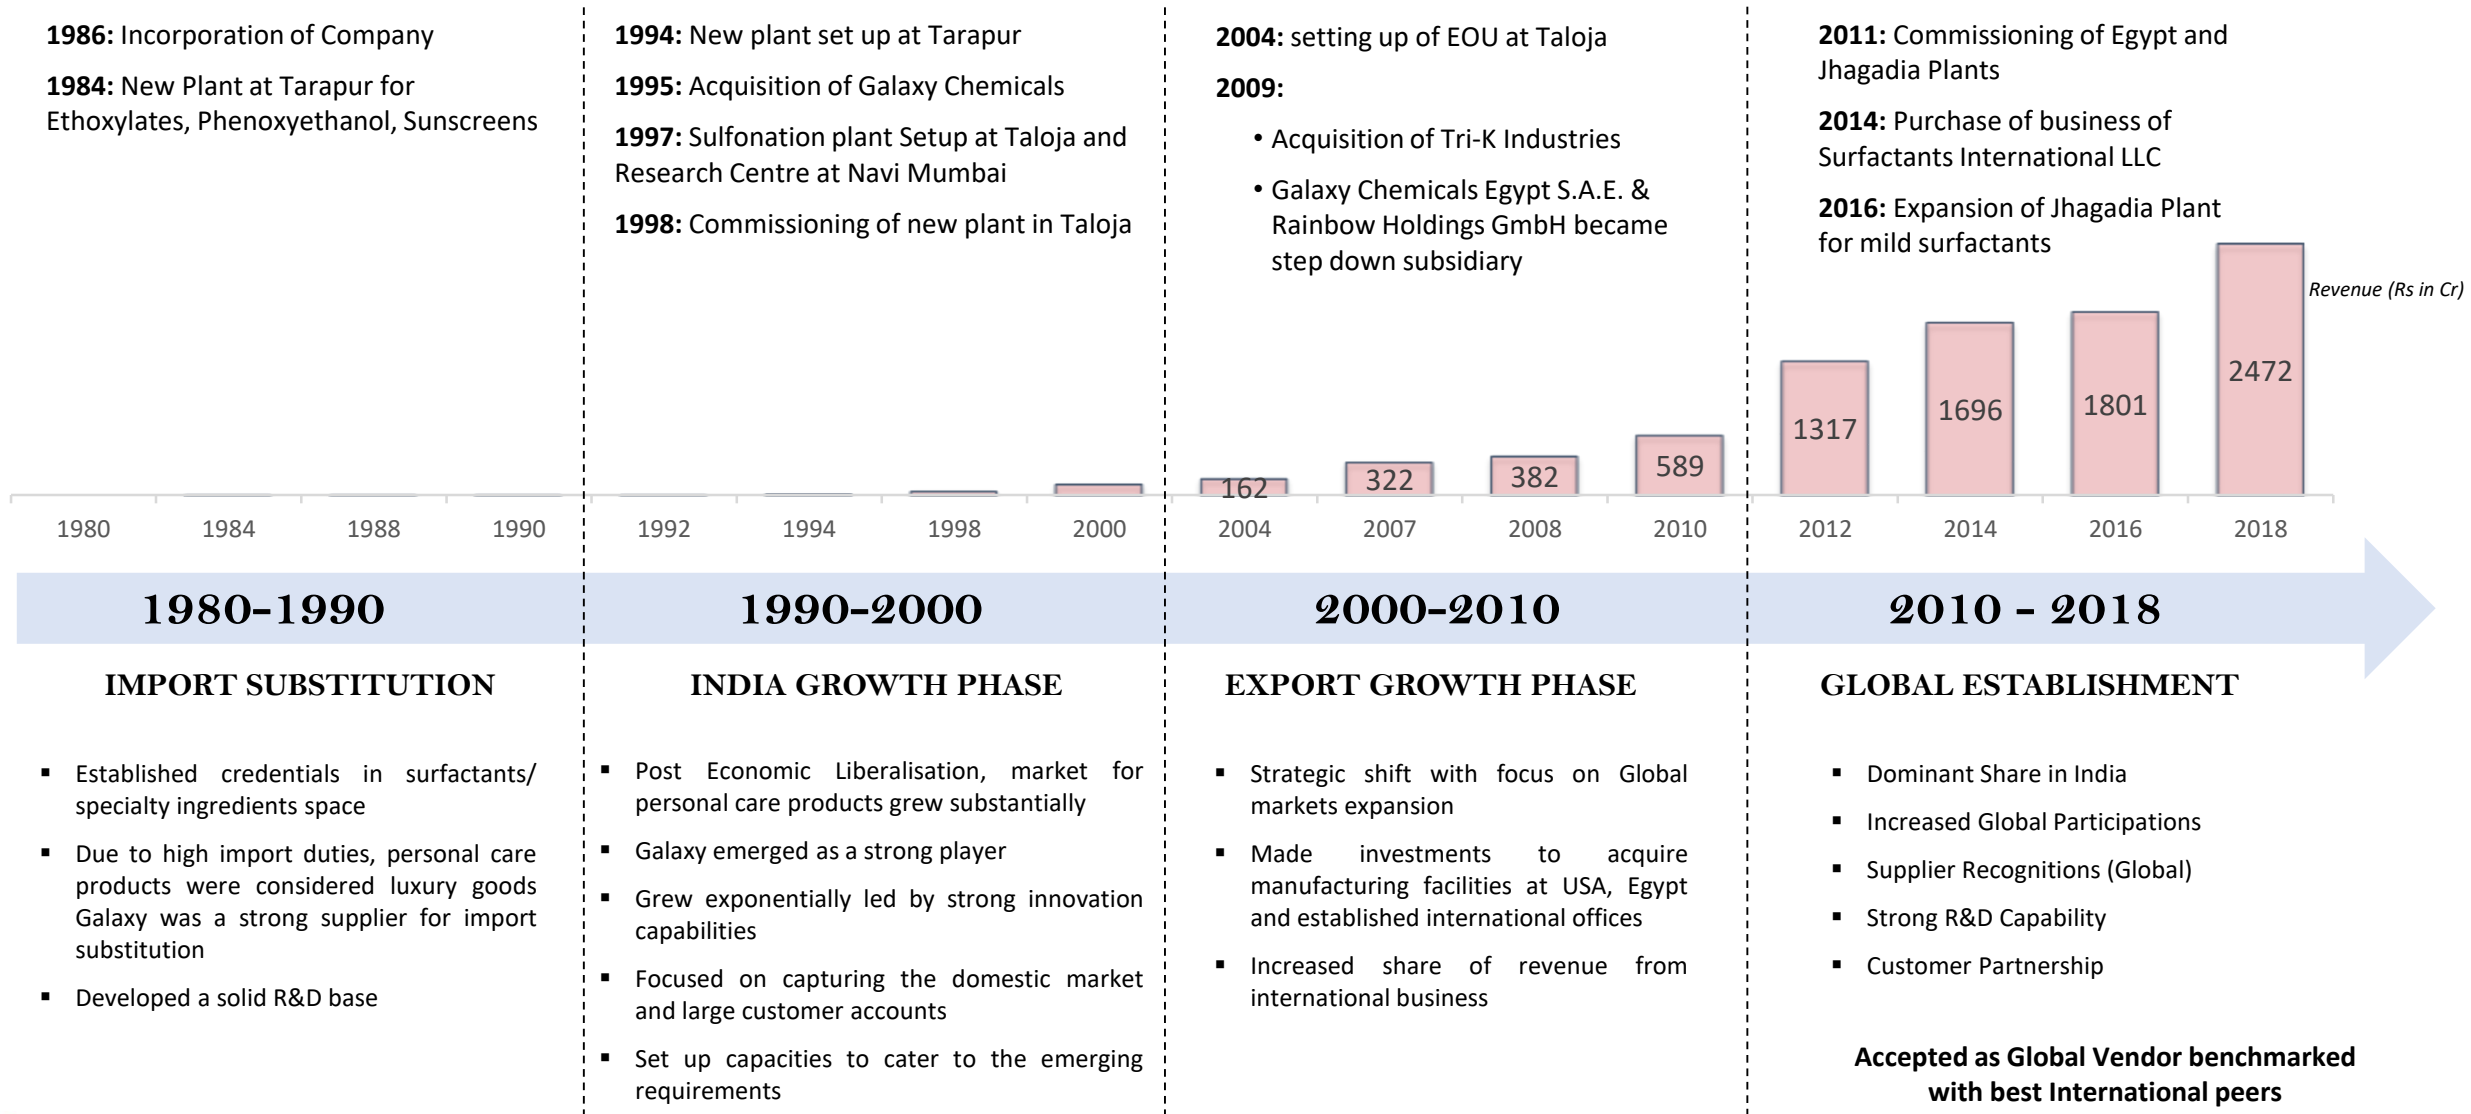 1986: Incorporation of Company
1984: New Plant at Tarapur for
Ethoxylates, Phenoxyethanol, Sunscreens
1994: New plant set up at Tarapur
1995: Acquisition of Galaxy Chemicals
1997: Sulfonation plant Setup at Taloja and
Research Centre at Navi Mumbai
1998: Commissioning of new plant in Taloja
2004: setting up of EOU at Taloja
2009:
• Acquisition of Tri-K Industries
• Galaxy Chemicals Egypt S.A.E. &
Rainbow Holdings GmbH became
step down subsidiary
2011: Commissioning of Egypt and
Jhagadia Plants
2014: Purchase of business of
Surfactants International LLC
2016: Expansion of Jhagadia Plant
for mild surfactants
Revenue (Rs in Cr)
162
322
382
589
1317
1696
1801
2472
1980
1984
1988
1990
1992
1994
1998
2000
2004
2007
2008
2010
2012
2014
2016
2018
1980-1990
1990-2000
2000-2010
2010 - 2018
IMPORT SUBSTITUTION
▪ Established credentials in surfactants/
specialty ingredients space
▪ Due to high import duties, personal care
products were considered luxury goods
Galaxy was a strong supplier for import
substitution
▪ Developed a solid R&D base
INDIA GROWTH PHASE
▪ Post Economic Liberalisation, market for
personal care products grew substantially
▪ Galaxy emerged as a strong player
▪ Grew exponentially led by strong innovation
capabilities
▪ Focused on capturing the domestic market
and large customer accounts
▪ Set up capacities to cater to the emerging
requirements
EXPORT GROWTH PHASE
▪ Strategic shift with focus on Global
markets expansion
▪ Made investments to acquire
manufacturing facilities at USA, Egypt
and established international offices
▪ Increased share of revenue from
international business
GLOBAL ESTABLISHMENT
▪ Dominant Share in India
▪ Increased Global Participations
▪ Supplier Recognitions (Global)
▪ Strong R&D Capability
▪ Customer Partnership
Accepted as Global Vendor benchmarked
with best International peers